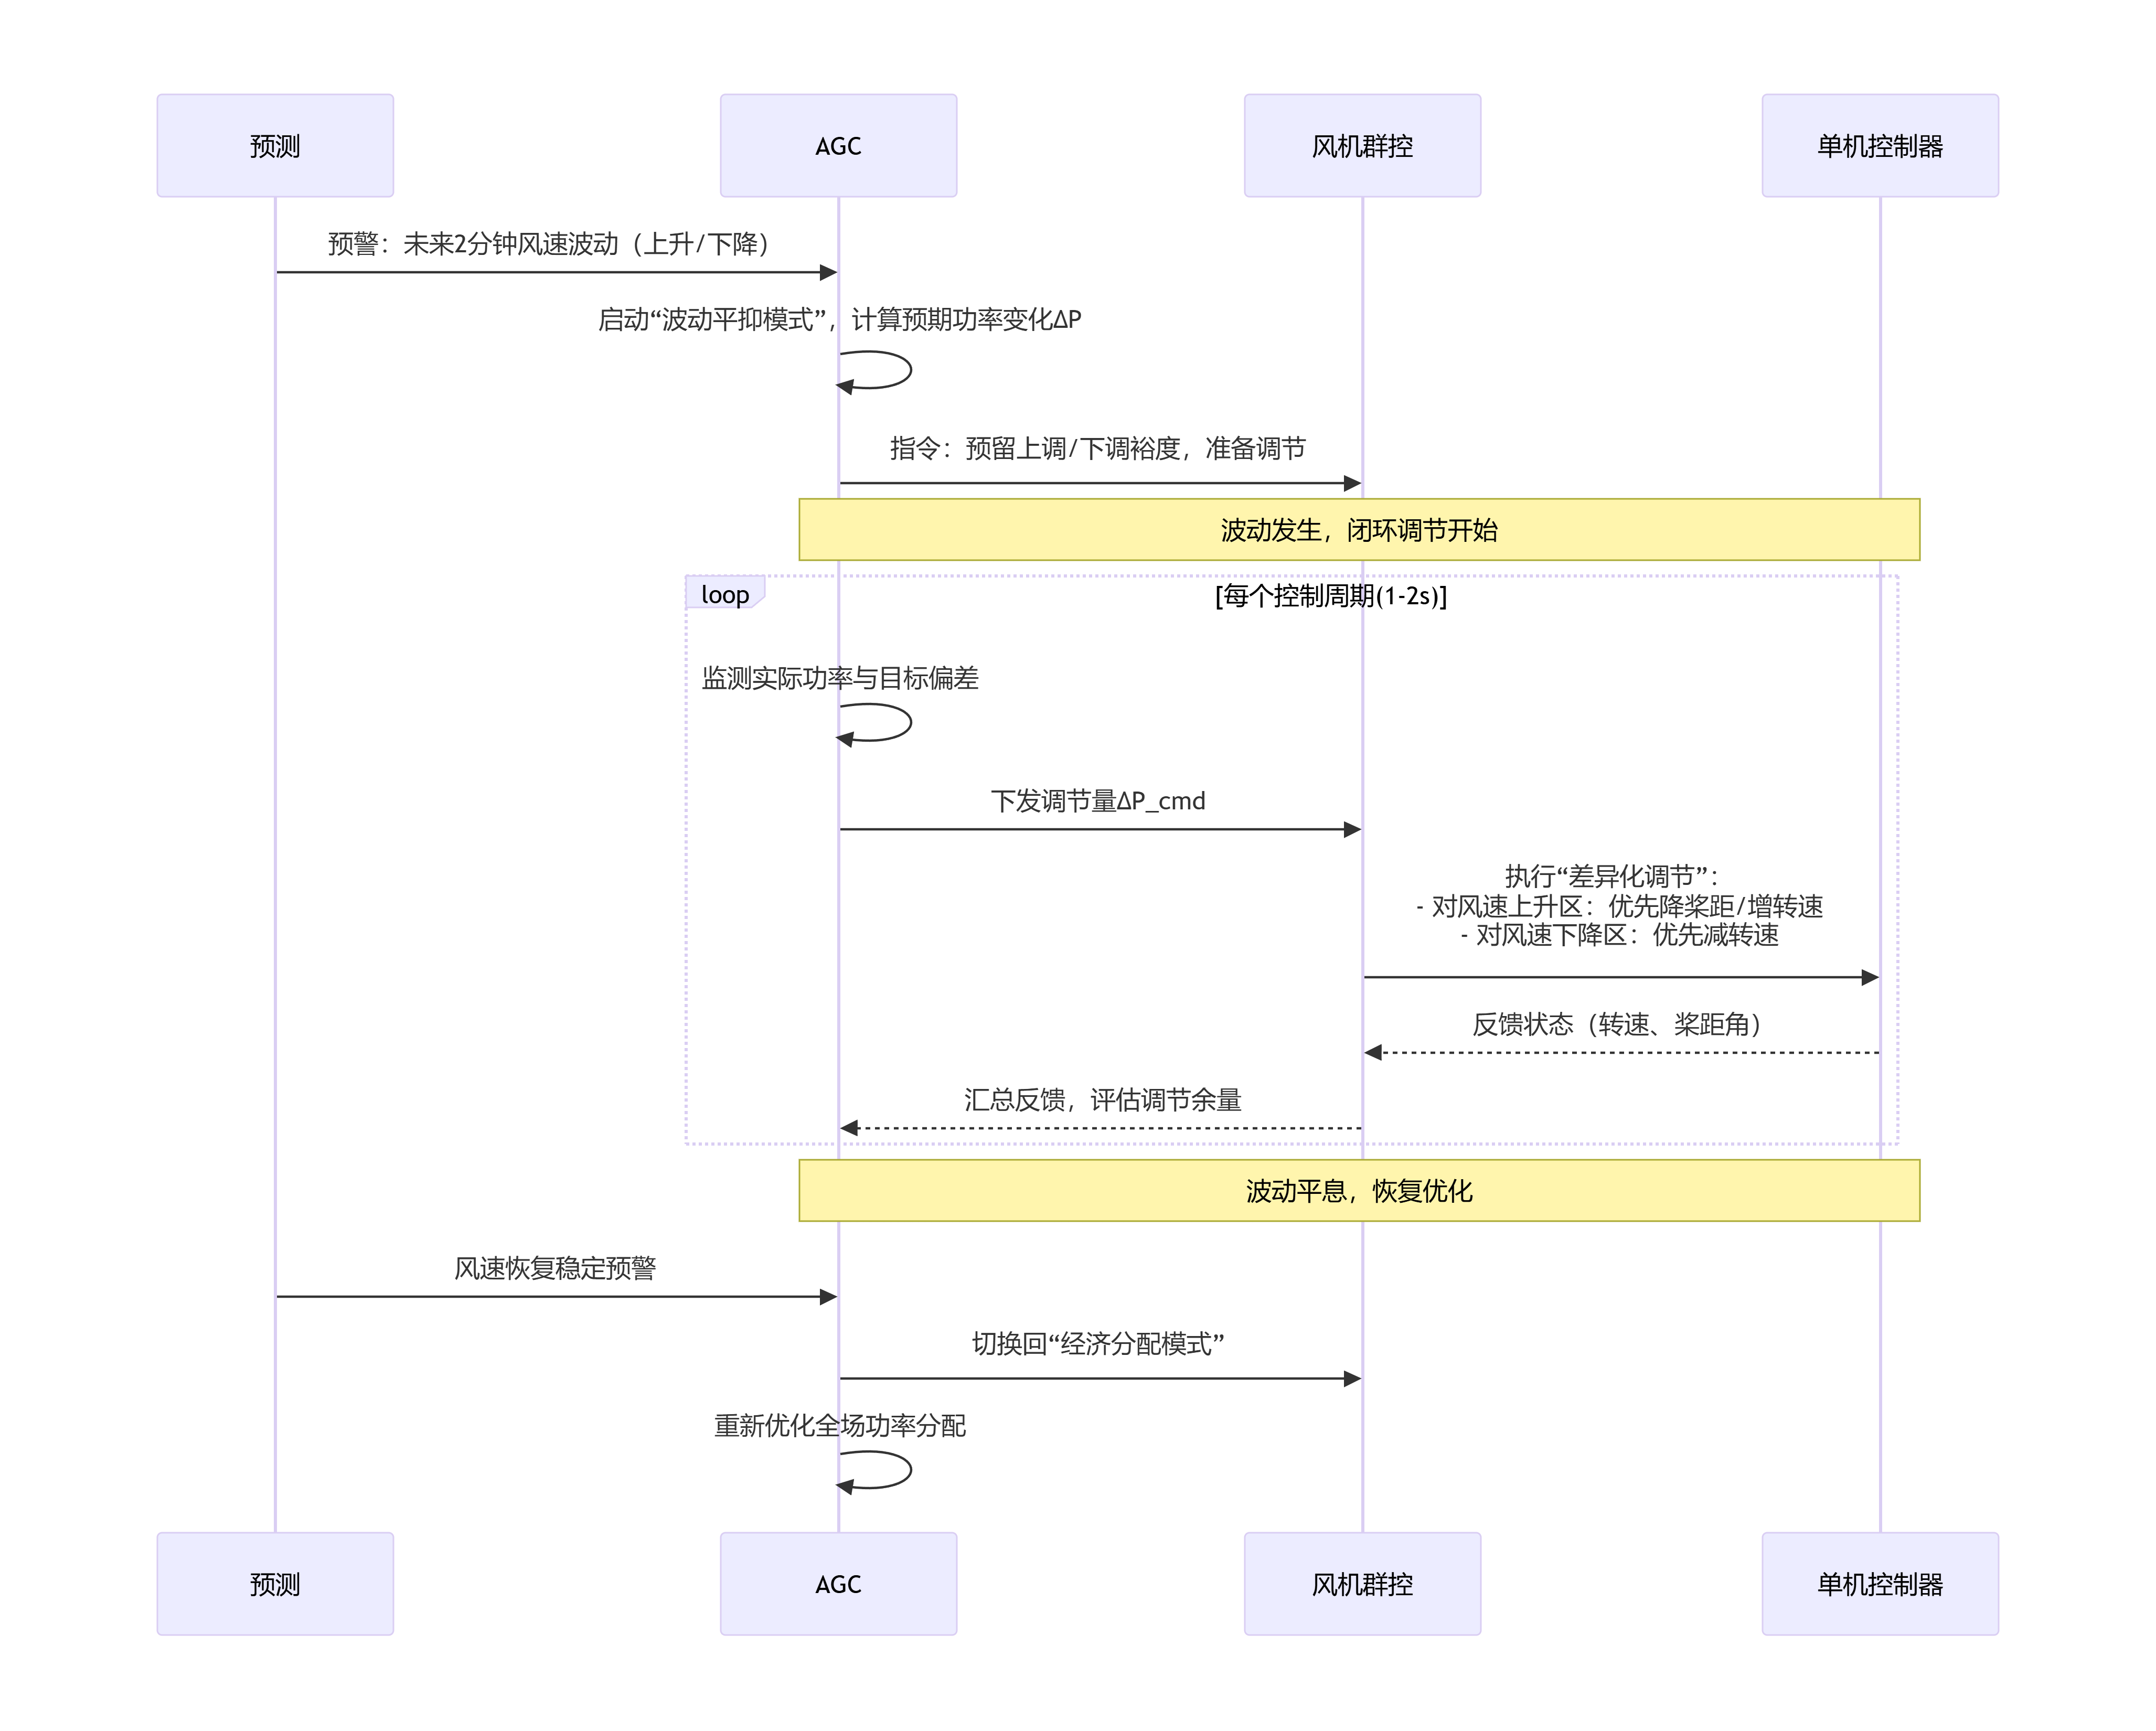 预测
AGC
风机群控
单机控制器
预警：未来2分钟风速波动（上升/下降）
启动“波动平抑模式”，计算预期功率变化ΔP
指令：预留上调/下调裕度，准备调节
波动发生，闭环调节开始
loop
[每个控制周期(1-2s)]
监测实际功率与目标偏差
下发调节量ΔP_cmd
执行“差异化调节”：
- 对风速上升区：优先降桨距/增转速
- 对风速下降区：优先减转速
反馈状态（转速、桨距角）
汇总反馈，评估调节余量
波动平息，恢复优化
风速恢复稳定预警
切换回“经济分配模式”
重新优化全场功率分配
预测
AGC
风机群控
单机控制器